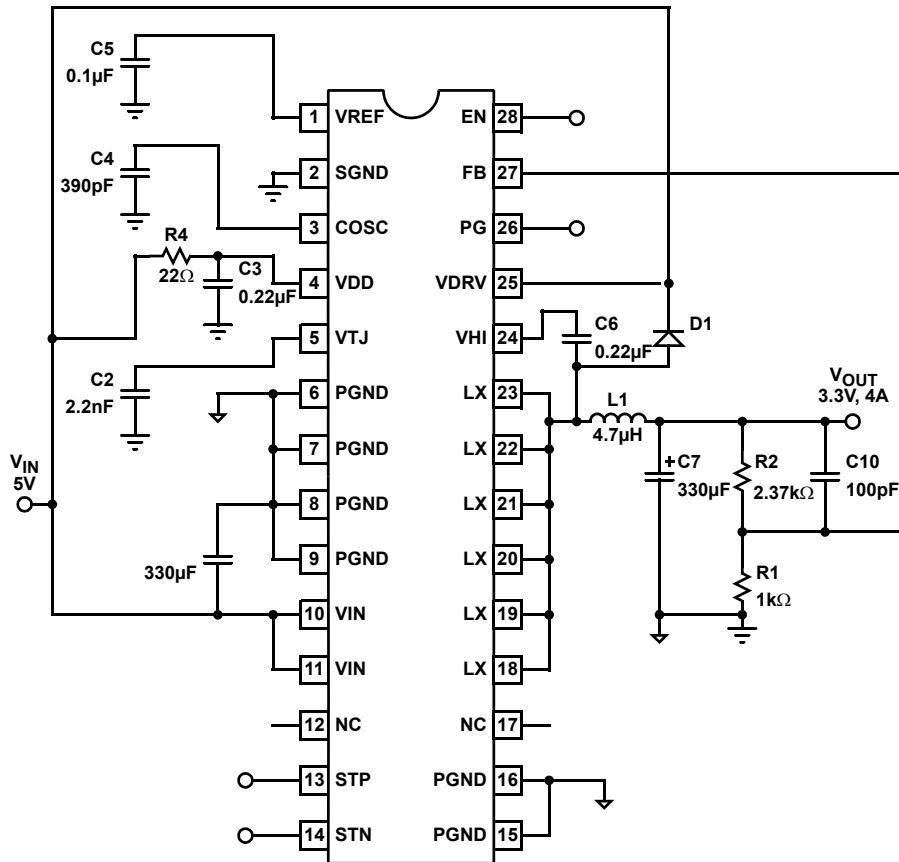 C5
0.1µF
C4
390pF
R4
22Ω
C3
0.22µF
C2
2.2nF
V_IN
5V
330µF
1 VREF
2 SGND
3 COSC
4 VDD
5 VTJ
6 PGND
7 PGND
8 PGND
9 PGND
10 VIN
11 VIN
12 NC
13 STP
14 STN
EN 28
FB 27
PG 26
VDRV 25
VHI 24
LX 23
LX 22
LX 21
LX 20
LX 19
LX 18
NC 17
PGND 16
PGND 15
C6
0.22µF
D1
L1
4.7µH
V_OUT
3.3V, 4A
+ C7
330µF
R2
2.37kΩ
C10
100pF
R1
1kΩ